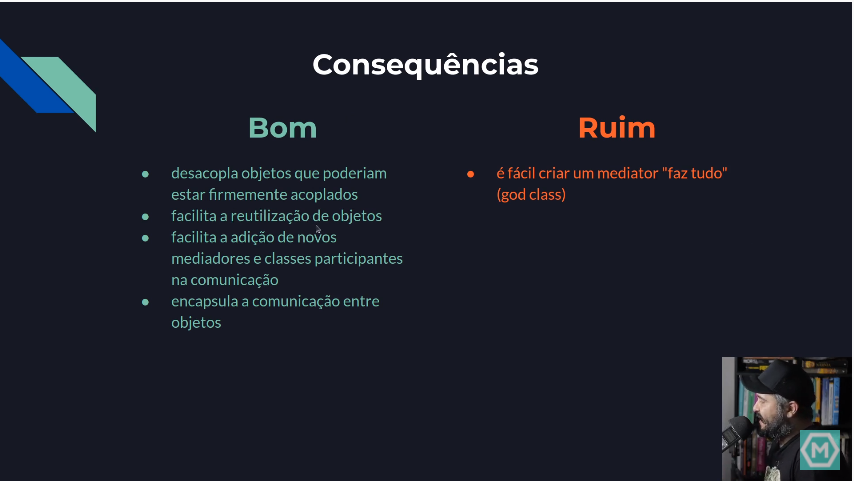 Consequências
Bom
desacopla objetos que poderiam
estar firmemente acoplados
facilita a reutilização de objetos
facilita a adição de novos
mediadores e classes participantes
na comunicação
encapsula a comunicação entre
objetos
Ruim
é fácil criar um mediator "faz tudo"
(god class)
M